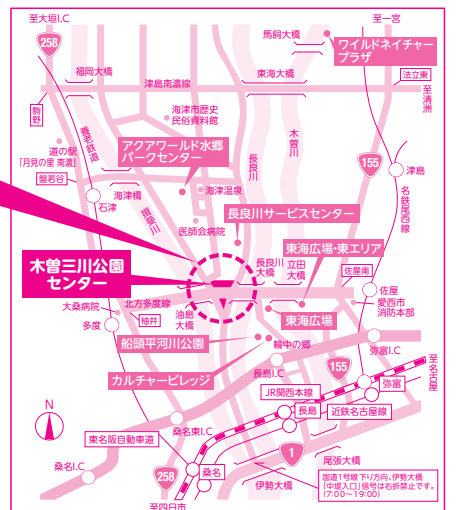 至大垣I.C
至一宮
258
馬飼大橋
ワイルドネイチャー
プラザ
福岡大橋
津島南濃線
東海大橋
法立東
至清洲
駒野
海津市歴史
民俗資料館
養老鉄道
道の駅
「月見の里 南濃」
アクアワールド水郷
パークセンター
長良川
木曽川
155
津島
盤若谷
石津
海津橋
海津温泉
揖斐川
名鉄尾西線
医師会病院
長良川サービスセンター
東海広場・東エリア
木曽三川公園
センター
長良川
大橋
立田
大橋
佐屋南
佐屋
大桑病院
北方多度線
柚井
油島
大橋
愛西市
消防本部
多度
東海広場
船頭平河川公園
輪中の郷
弥富I.C
カルチャービレッジ
長島I.C
155
至名古屋
JR関西本線
弥富
N
桑名東I.C
長島
近鉄名古屋線
東名阪自動車道
1
尾張大橋
桑名I.C
258
桑名
伊勢大橋
国道1号線下り方向、伊勢大橋
「中堤入口」信号は右折禁止です。
(7:00〜19:00)
至四日市